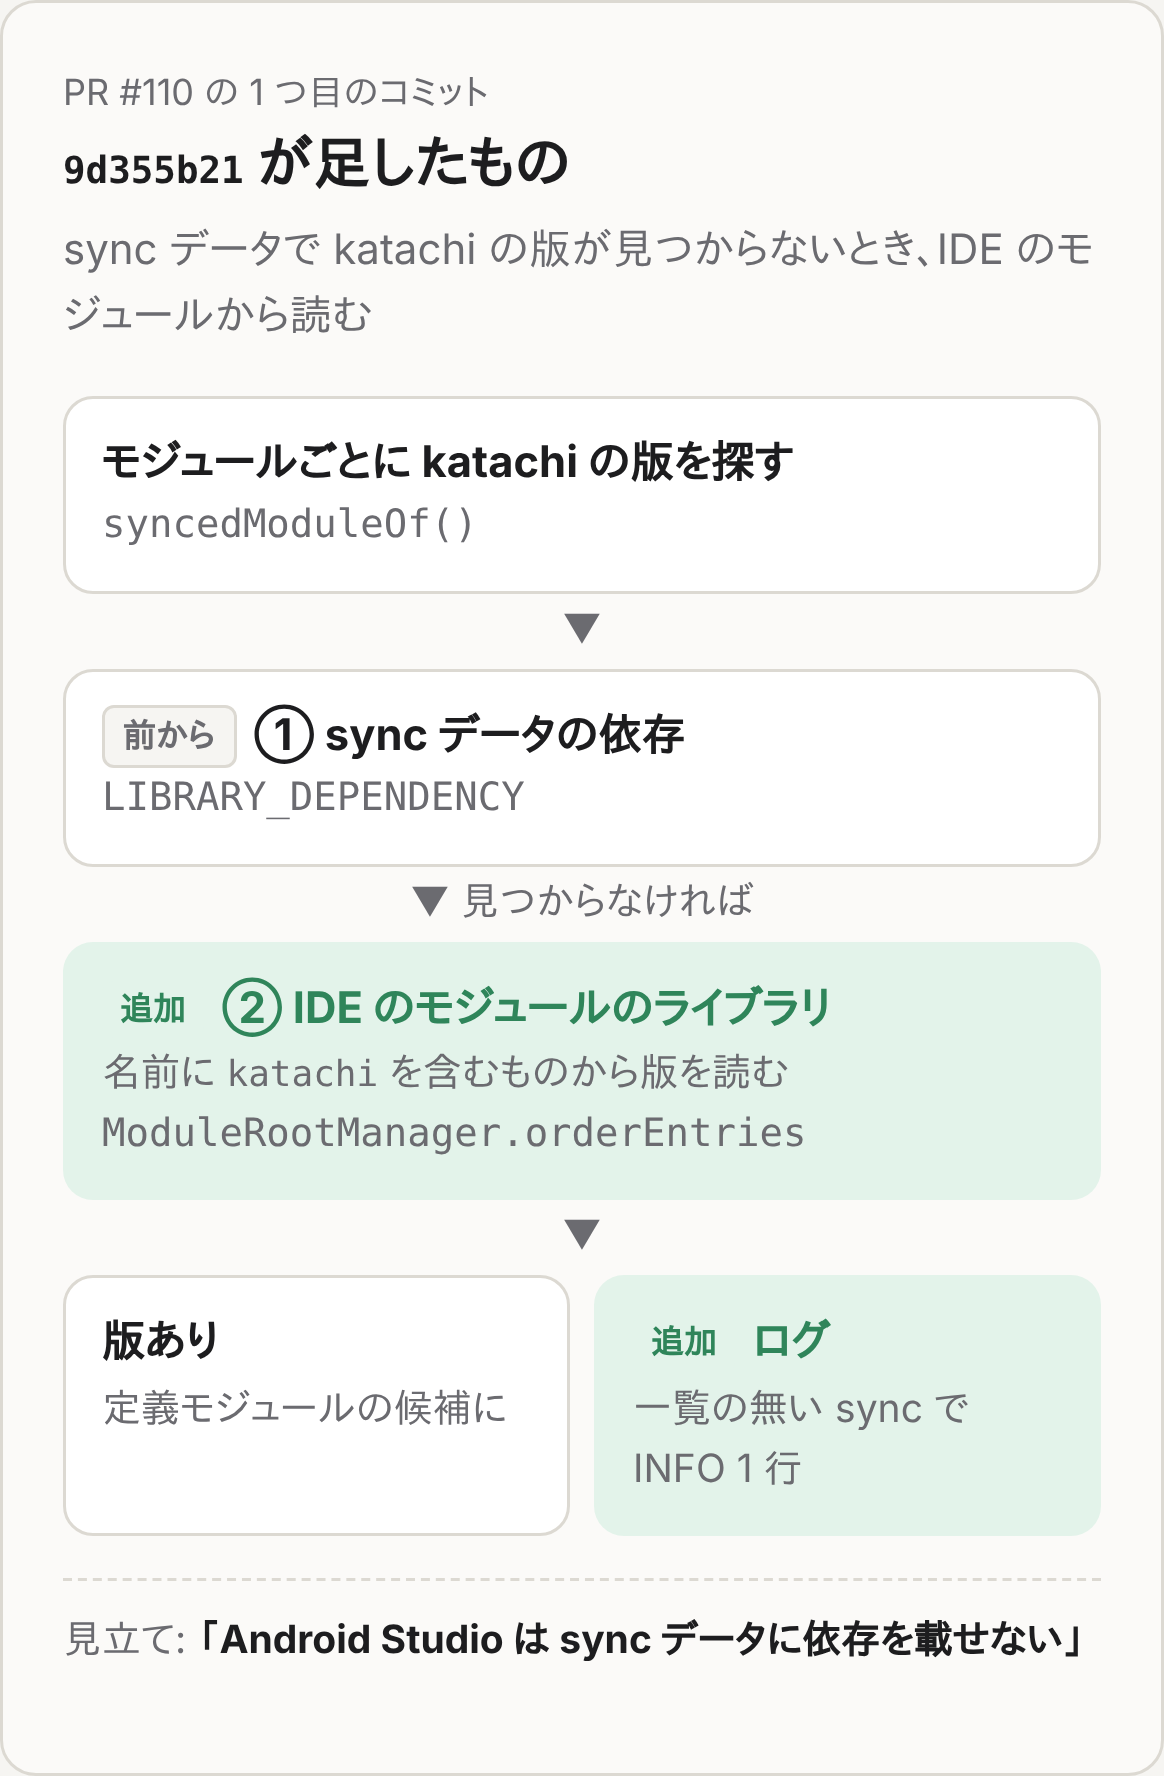 PR #110 の 1 つ目のコミット
9d355b21 が足したもの
sync データで katachi の版が見つからないとき、IDE のモ
ジュールから読む
モジュールごとに katachi の版を探す
syncedModuleOf()
▼
前から ① sync データの依存
LIBRARY_DEPENDENCY
▼ 見つからなければ
追加 ② IDE のモジュールのライブラリ
名前に katachi を含むものから版を読む
ModuleRootManager.orderEntries
▼
版あり
定義モジュールの候補に
追加 ログ
一覧の無い sync で
INFO 1 行
見立て: 「Android Studio は sync データに依存を載せない」